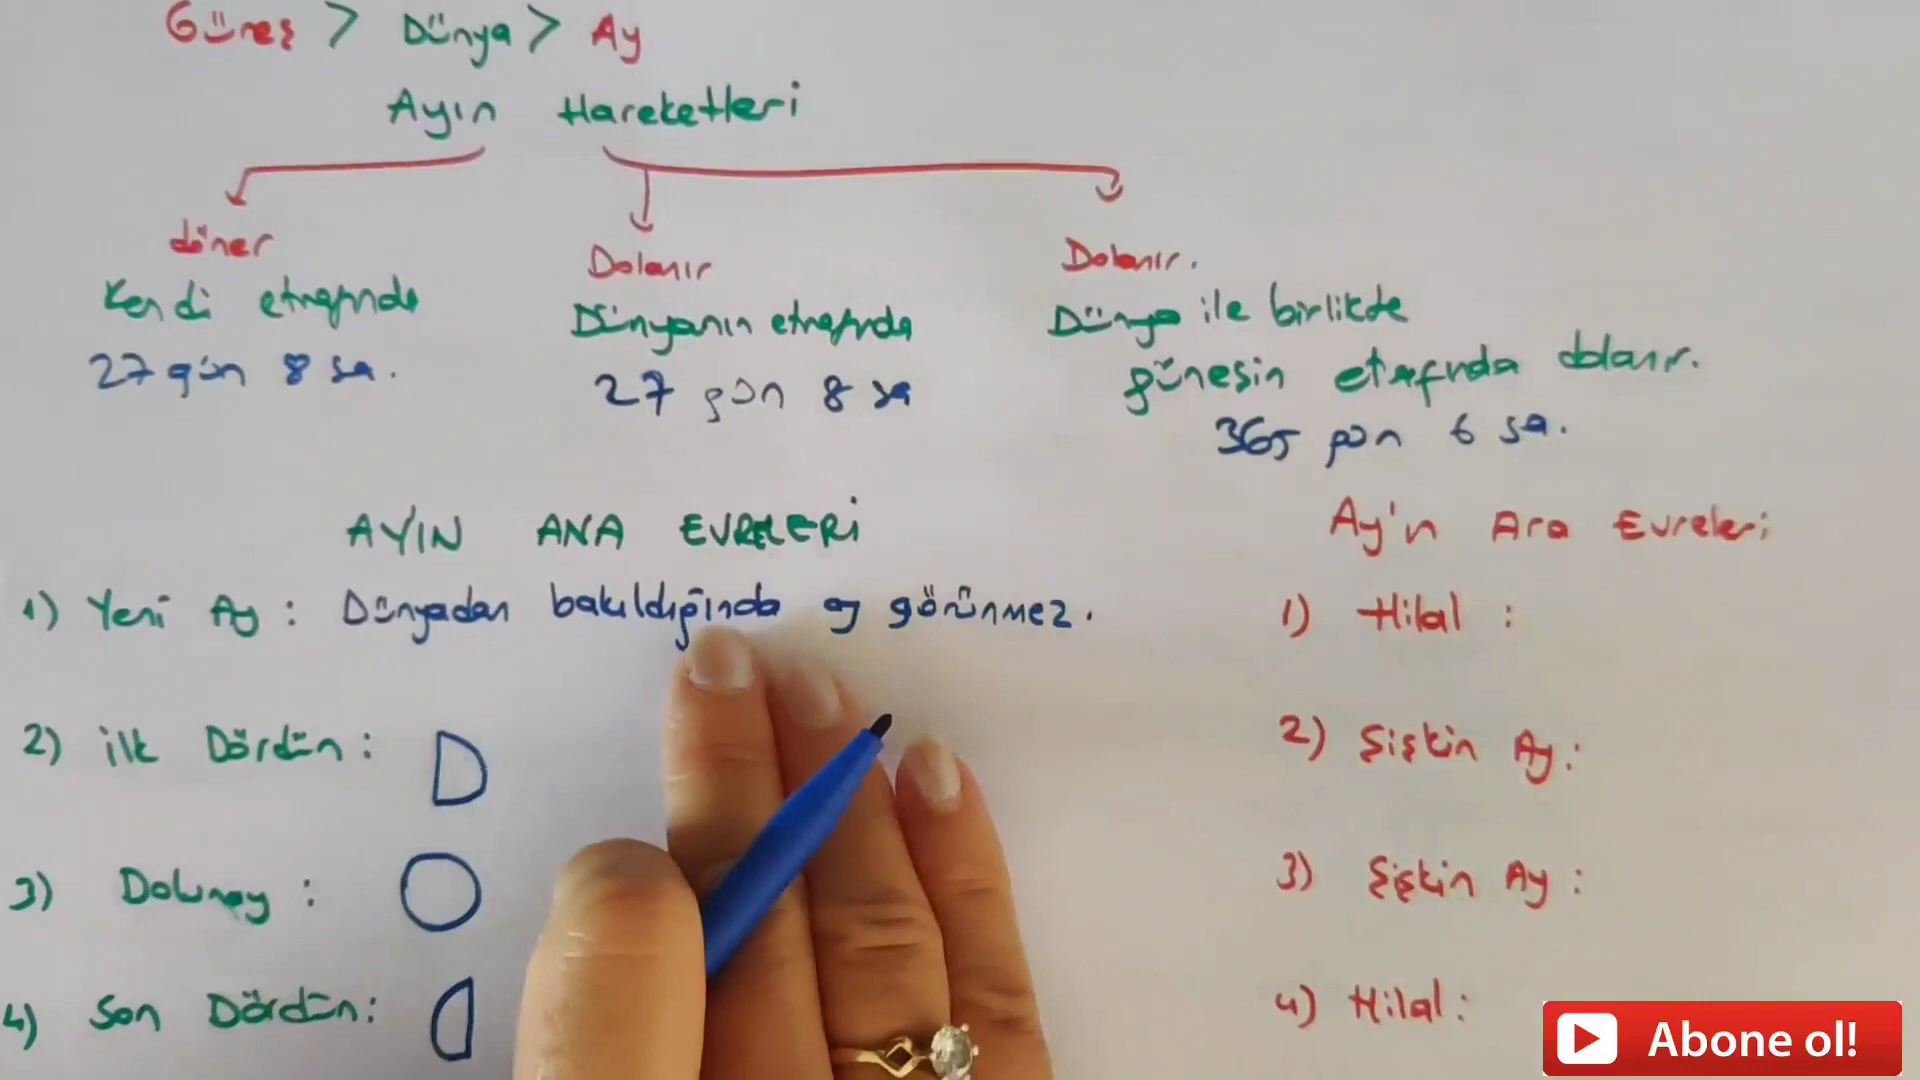 Güneş > Dünya > Ay
Ayın Hareketleri
döner
Kendi etrafında
27 gün 8 sa.
Dolanır
Dünyanın etrafında
27 gün 8 sa
Dolanır.
Dünya ile birlikte
güneşin etrafında dolanır.
365 gün 6 sa.
AYIN ANA EVRELERİ
1) Yeni Ay : Dünyadan bakıldığında ay görünmez.
2) ilk Dördün :
3) Dolunay :
4) Son Dördün :
Ay'ın Ara Evreleri
1) Hilal :
2) Şişkin Ay :
3) Şişkin Ay :
4) Hilal :
Abone ol!